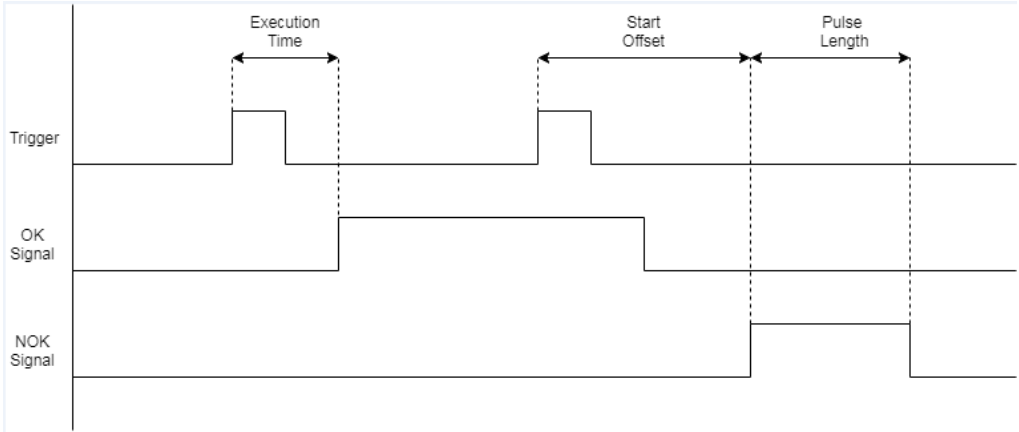 Execution
Time
Start
Offset
Pulse
Length
Trigger
OK
Signal
NOK
Signal